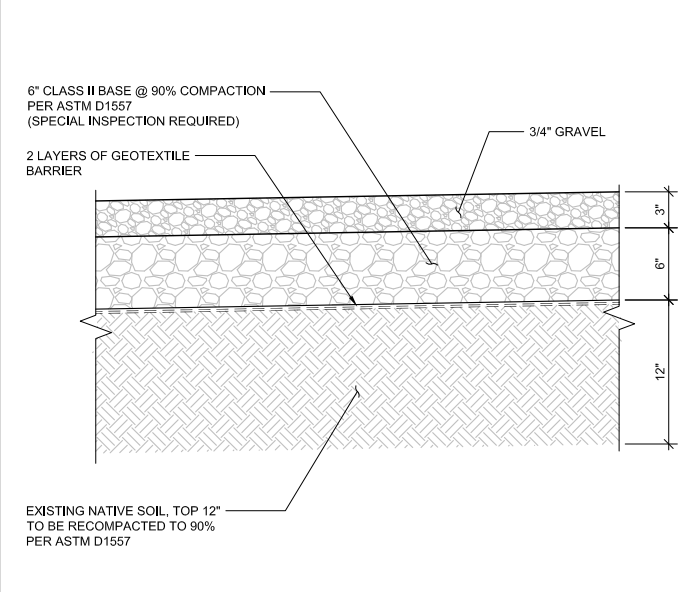 6" CLASS II BASE @ 90% COMPACTION
PER ASTM D1557
(SPECIAL INSPECTION REQUIRED)
3/4" GRAVEL
2 LAYERS OF GEOTEXTILE
BARRIER
3"
6"
12"
EXISTING NATIVE SOIL, TOP 12"
TO BE RECOMPACTED TO 90%
PER ASTM D1557